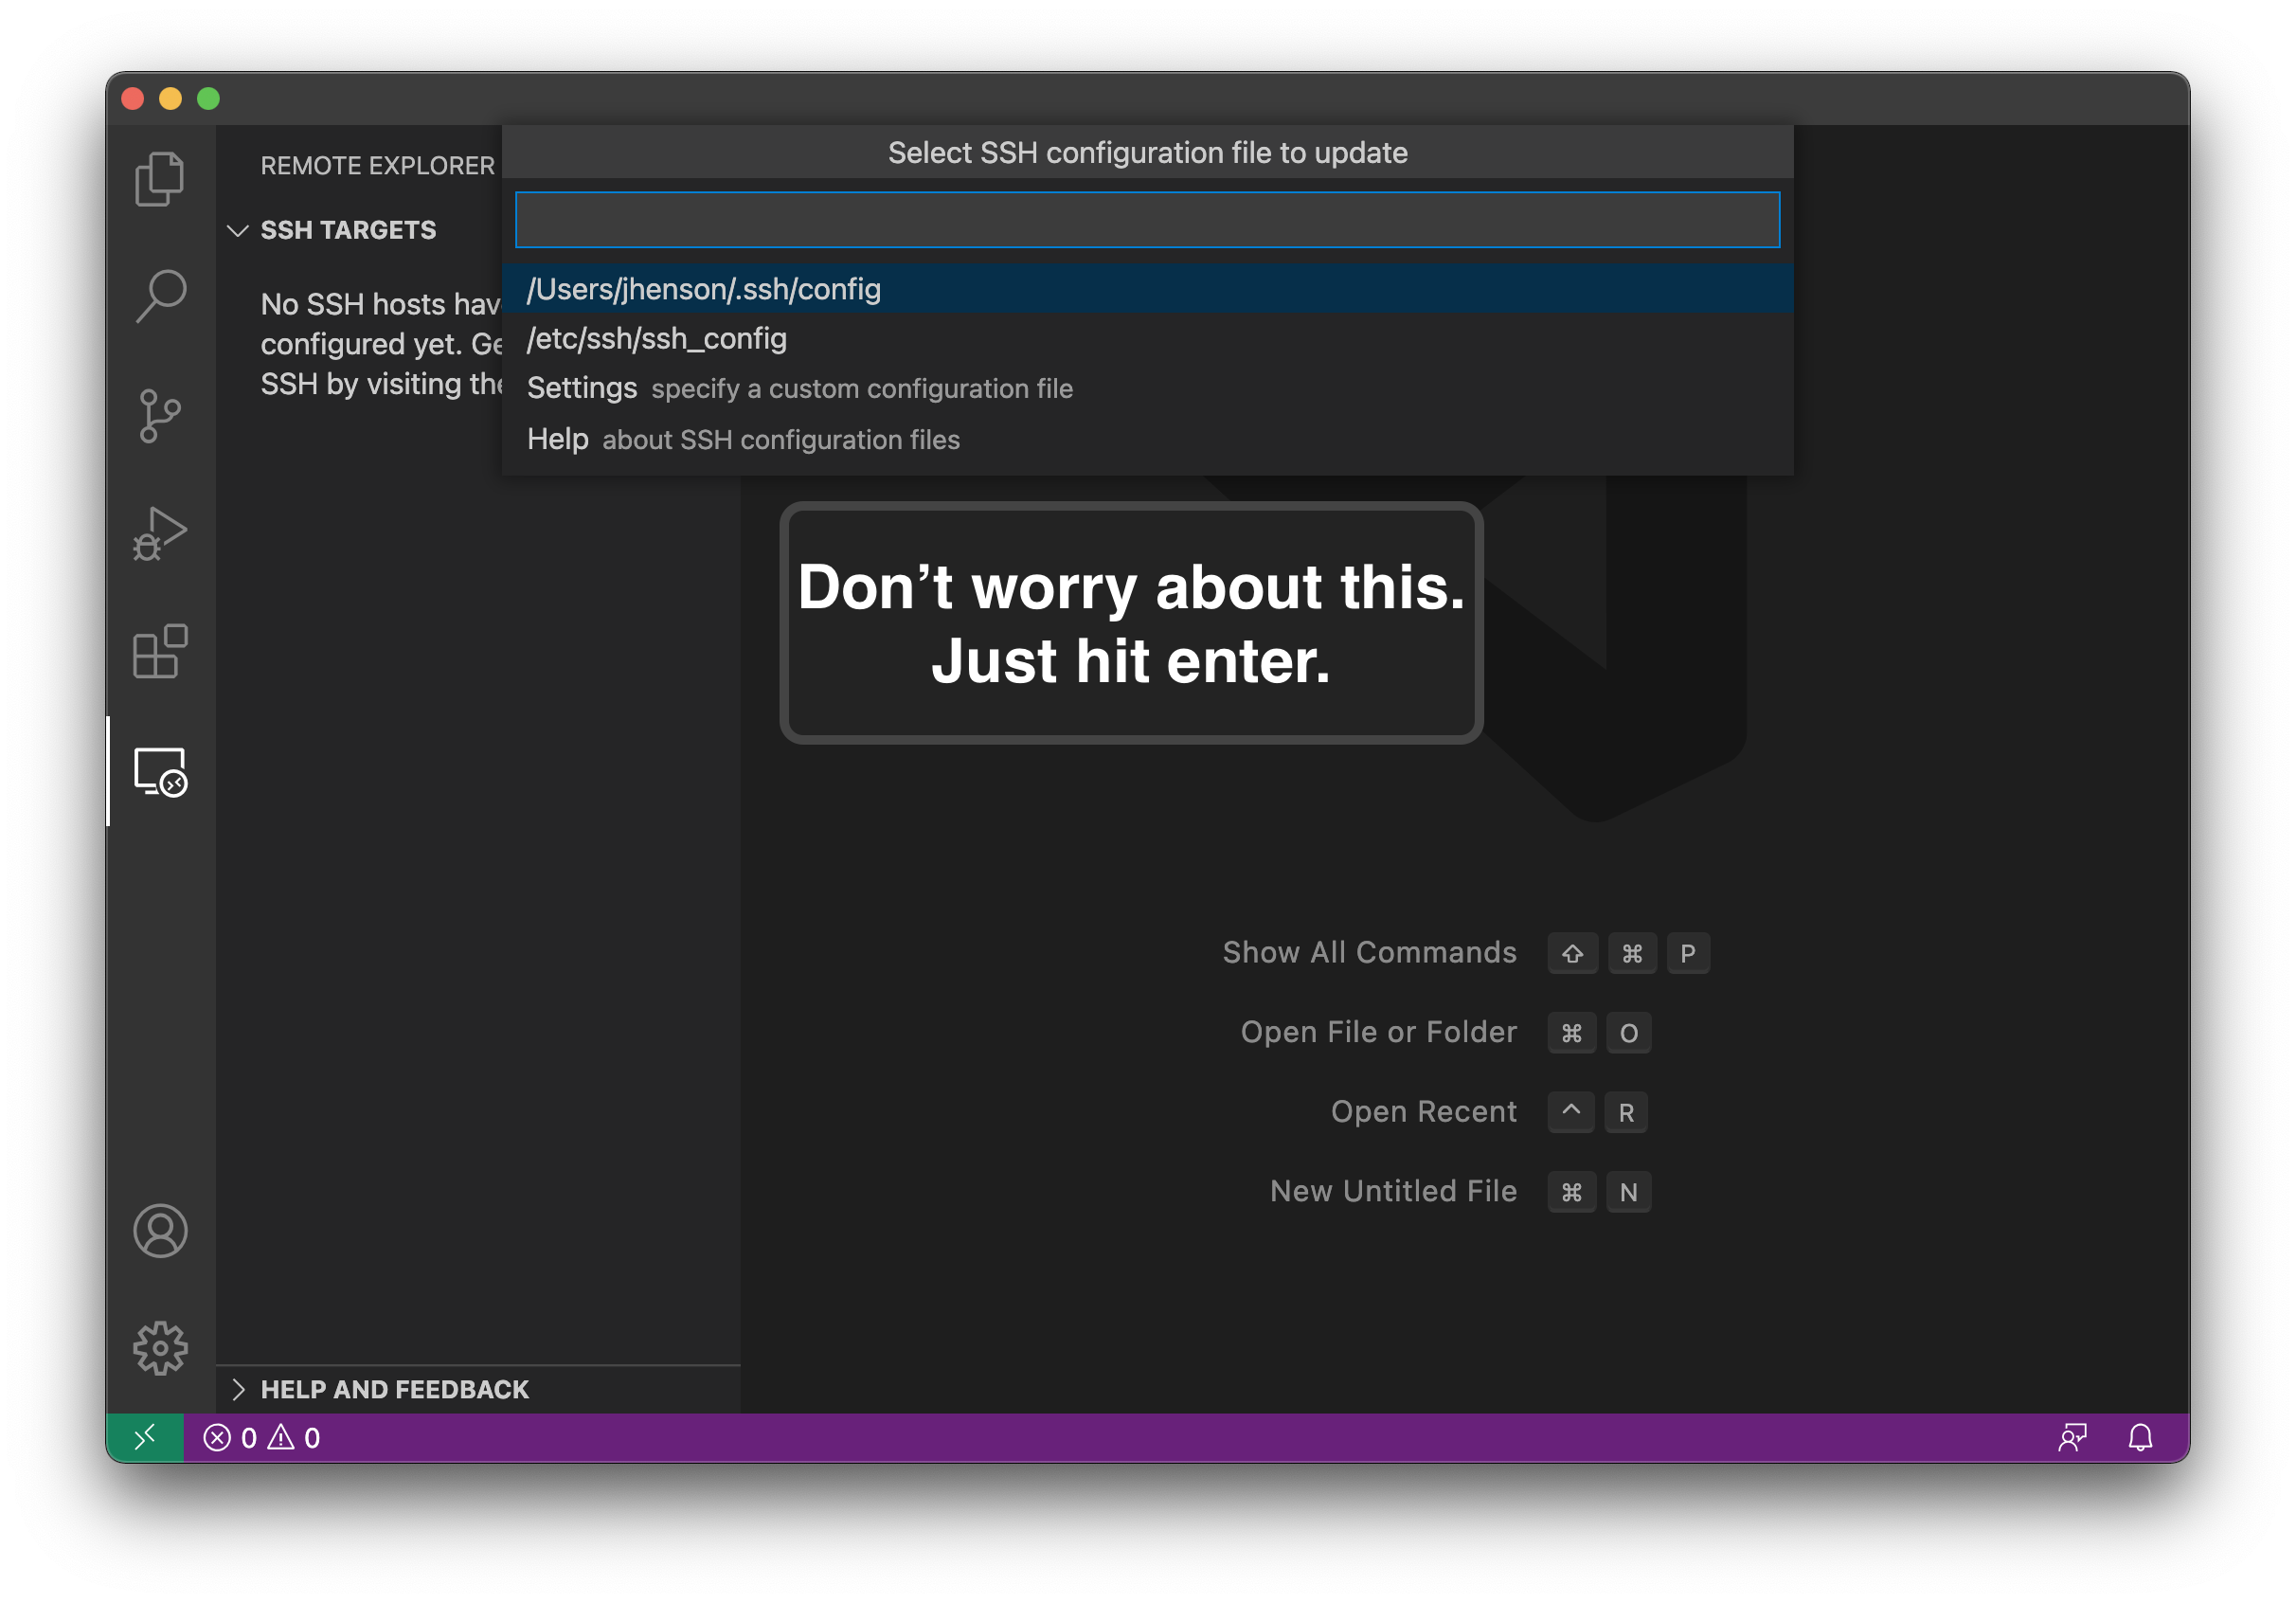 Select SSH configuration file to update
REMOTE EXPLORER
SSH TARGETS
No SSH hosts
configured yet.
SSH by visiting
/Users/jhenson/.ssh/config
/etc/ssh/ssh_config
Settings specify a custom configuration file
Help about SSH configuration files
Don’t worry about this.
Just hit enter.
Show All Commands ⇧ ⌘ P
Open File or Folder ⌘ O
Open Recent ^ R
New Untitled File ⌘ N
HELP AND FEEDBACK
0 0